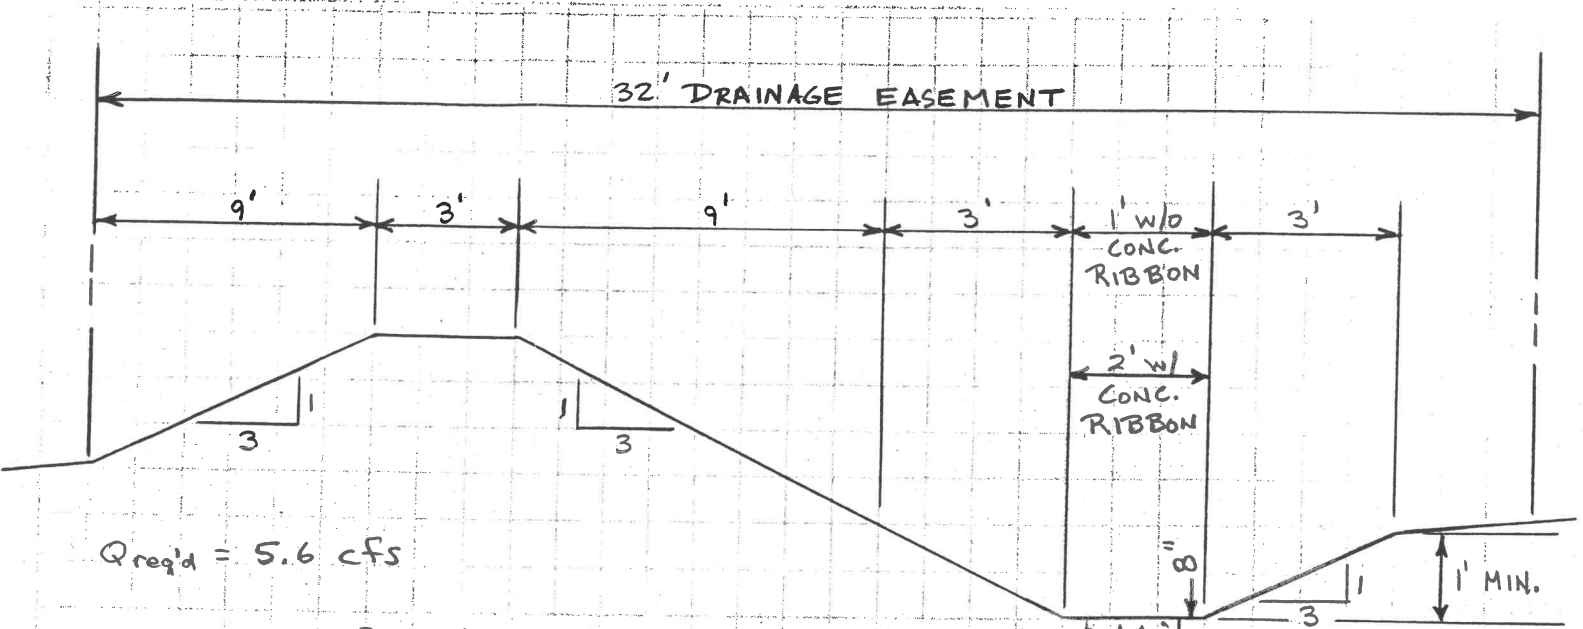 32' DRAINAGE EASEMENT
9'
3'
9'
3'
1' W/O
CONC.
RIBBON
3'
2' W/
CONC.
RIBBON
1
3
1
3
Qreq'd = 5.6 cfs
8"
1
3
1' MIN.